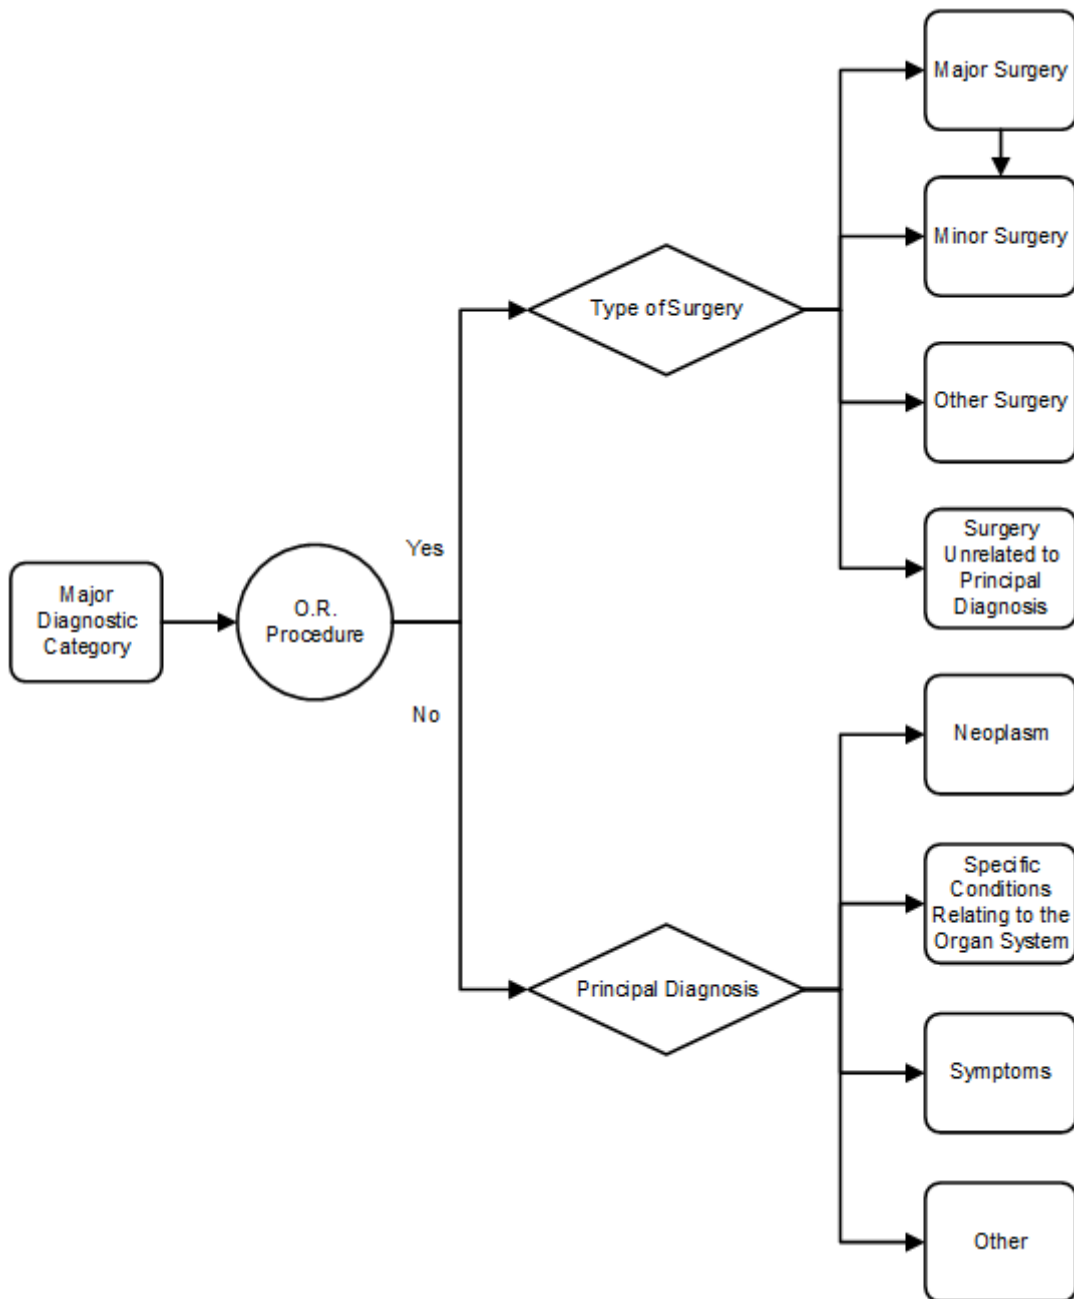 Major Surgery
Minor Surgery
Type of Surgery
Other Surgery
Surgery
Unrelated to
Principal
Diagnosis
Yes
Major
Diagnostic
Category
O.R.
Procedure
No
Neoplasm
Specific
Conditions
Relating to the
Organ System
Principal Diagnosis
Symptoms
Other